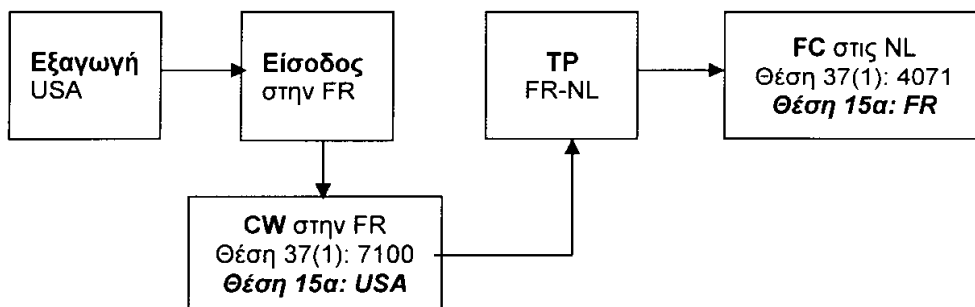 Εξαγωγή
USA
Είσοδος
στην FR
TP
FR-NL
FC στις NL
Θέση 37(1): 4071
Θέση 15α: FR
CW στην FR
Θέση 37(1): 7100
Θέση 15α: USA